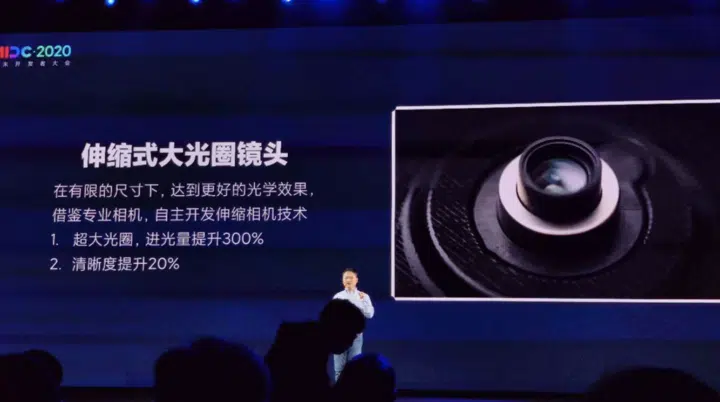 MIDC·2020
开发者大会
伸缩式大光圈镜头
在有限的尺寸下，达到更好的光学效果，
借鉴专业相机，自主开发伸缩相机技术
1. 超大光圈，进光量提升300%
2. 清晰度提升20%